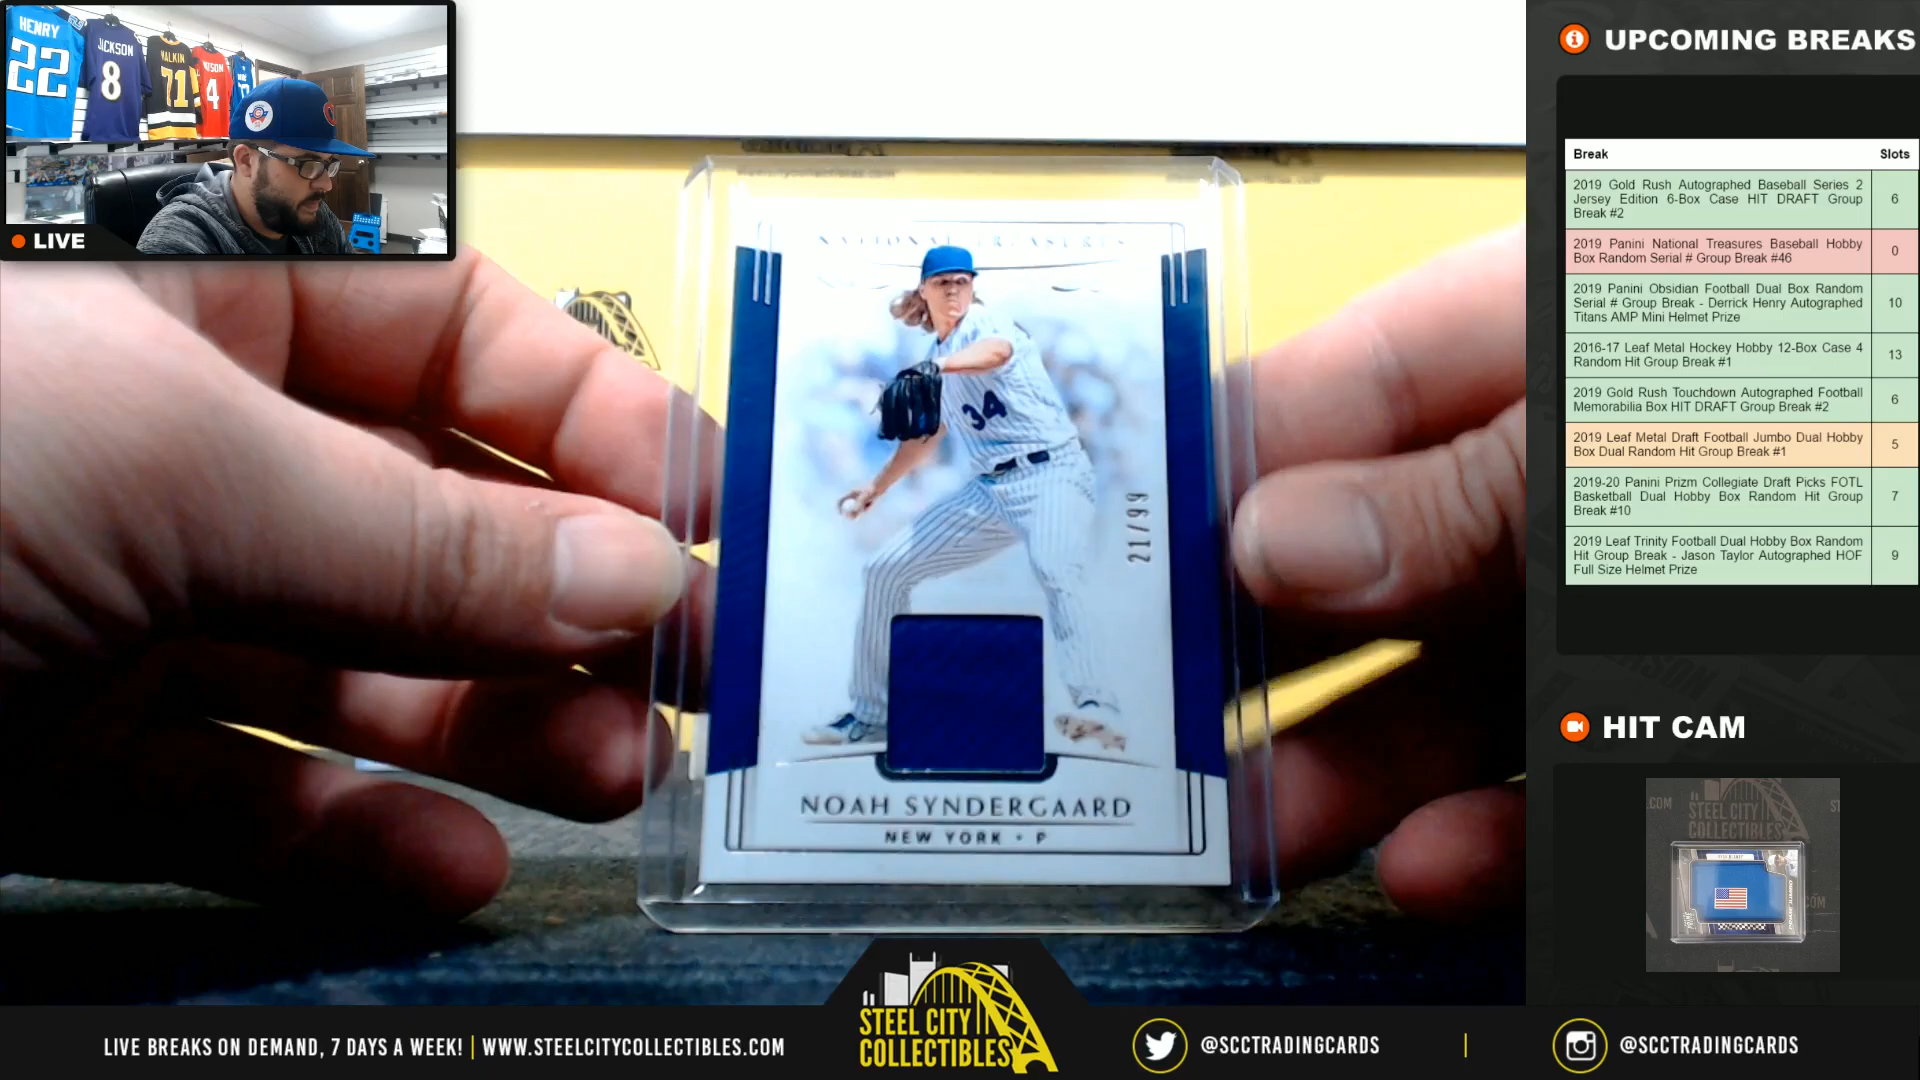 HENRY
22
JACKSON
8
MALKIN
71
4
LIVE
NATIONAL TREASURES
34
21/99
NOAH SYNDERGAARD
NEW YORK • P
UPCOMING BREAKS
Break Slots
2019 Gold Rush Autographed Baseball Series 2
Jersey Edition 6-Box Case HIT DRAFT Group
Break #2
6
2019 Panini National Treasures Baseball Hobby
Box Random Serial # Group Break #46
0
2019 Panini Obsidian Football Dual Box Random
Serial # Group Break - Derrick Henry Autographed
Titans AMP Mini Helmet Prize
10
2016-17 Leaf Metal Hockey Hobby 12-Box Case 4
Random Hit Group Break #1
13
2019 Gold Rush Touchdown Autographed Football
Memorabilia Box HIT DRAFT Group Break #2
6
2019 Leaf Metal Draft Football Jumbo Dual Hobby
Box Dual Random Hit Group Break #1
5
2019-20 Panini Prizm Collegiate Draft Picks FOTL
Basketball Dual Hobby Box Random Hit Group
Break #10
7
2019 Leaf Trinity Football Dual Hobby Box Random
Hit Group Break - Jason Taylor Autographed HOF
Full Size Helmet Prize
9
HIT CAM
.COM
STEEL CITY
COLLECTIBLES
LIVE BREAKS ON DEMAND, 7 DAYS A WEEK! | WWW.STEELCITYCOLLECTIBLES.COM
STEEL CITY
COLLECTIBLES
@SCCTRADINGCARDS
|
@SCCTRADINGCARDS